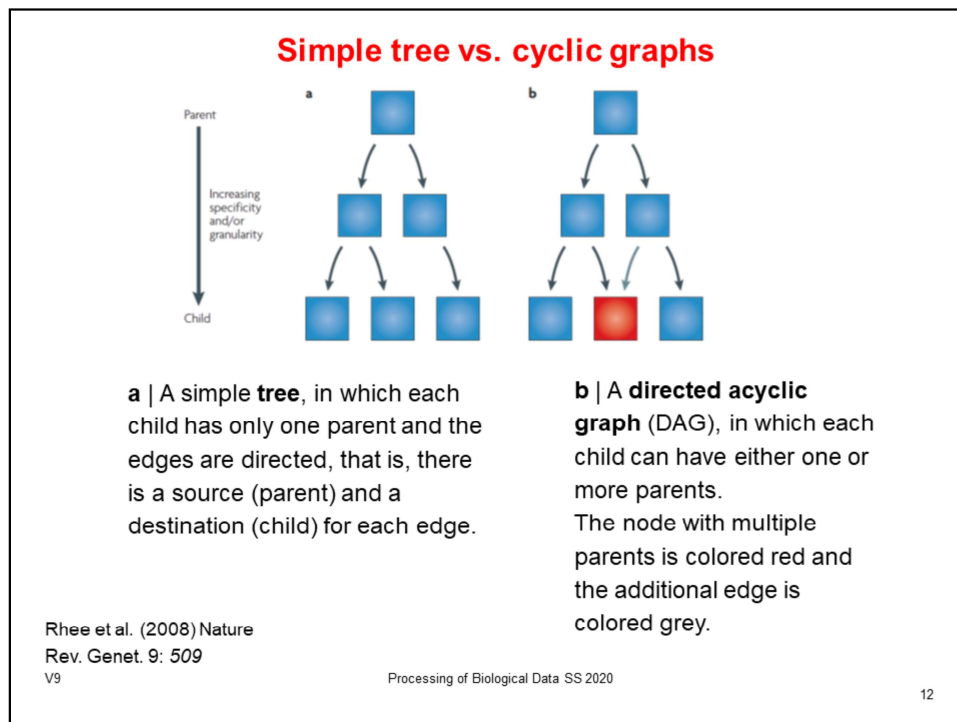 Simple tree vs. cyclic graphs
a
b
Parent
Increasing
specificity
and/or
granularity
Child
a | A simple tree, in which each
child has only one parent and the
edges are directed, that is, there
is a source (parent) and a
destination (child) for each edge.
b | A directed acyclic
graph (DAG), in which each
child can have either one or
more parents.
The node with multiple
parents is colored red and
the additional edge is
colored grey.
Rhee et al. (2008) Nature
Rev. Genet. 9: 509
V9
Processing of Biological Data SS 2020
12